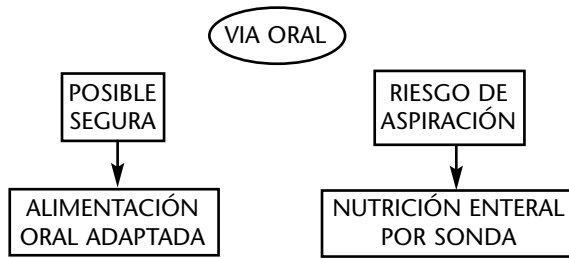 VIA ORAL
POSIBLE
SEGURA
RIESGO DE
ASPIRACIÓN
ALIMENTACIÓN
ORAL ADAPTADA
NUTRICIÓN ENTERAL
POR SONDA